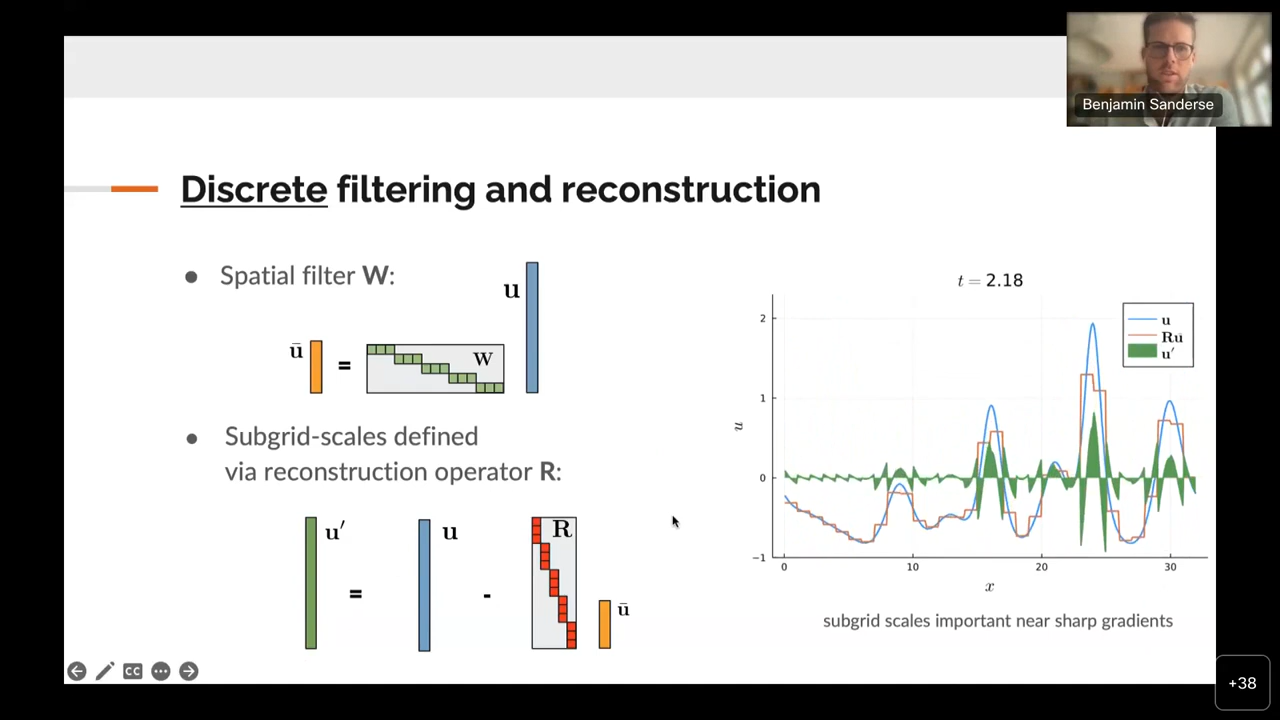 Benjamin Sanderse
Discrete filtering and reconstruction
● Spatial filter W:
u
ū = W
● Subgrid-scales defined
via reconstruction operator R:
u′ = u - R ū
t = 2.18
u
Rū
u′
2
1
0
−1
u
0 10 20 30
x
subgrid scales important near sharp gradients
CC
+38